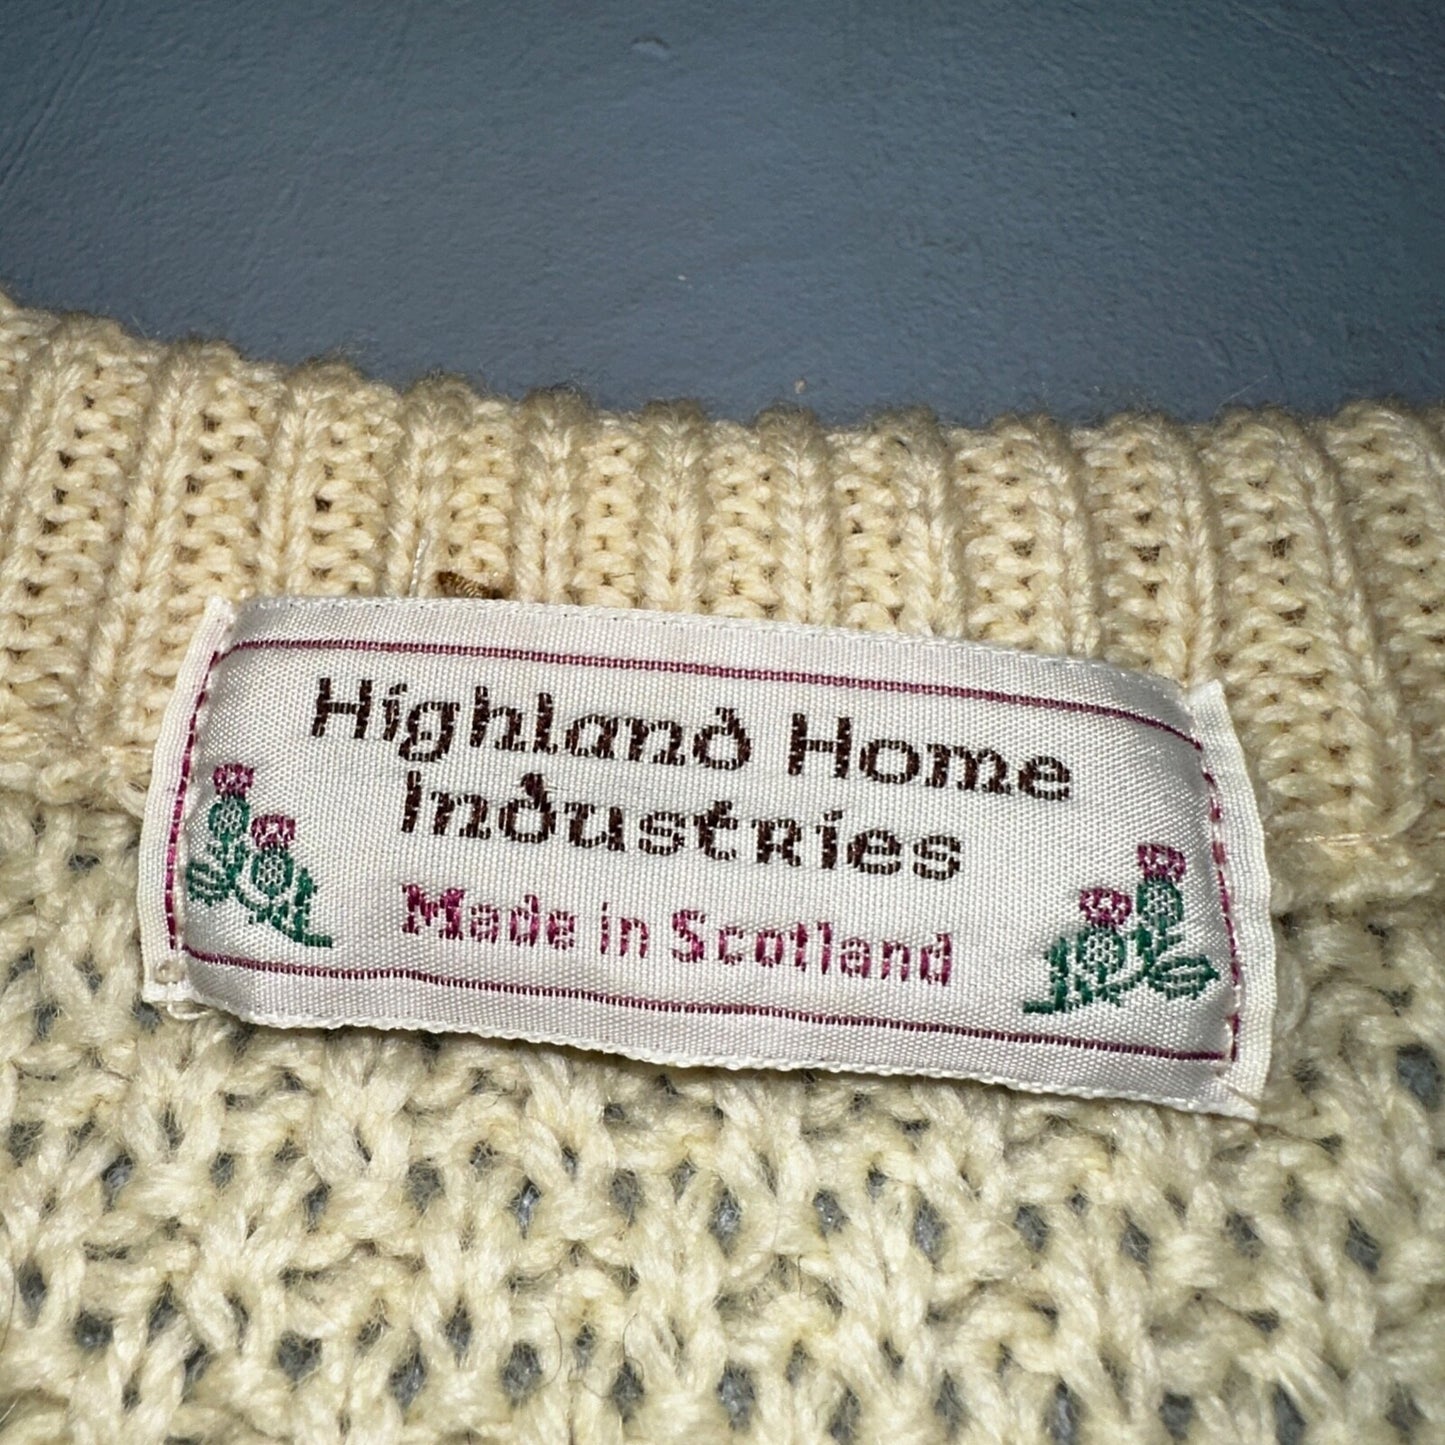 Highland Home
Industries
Made in Scotland